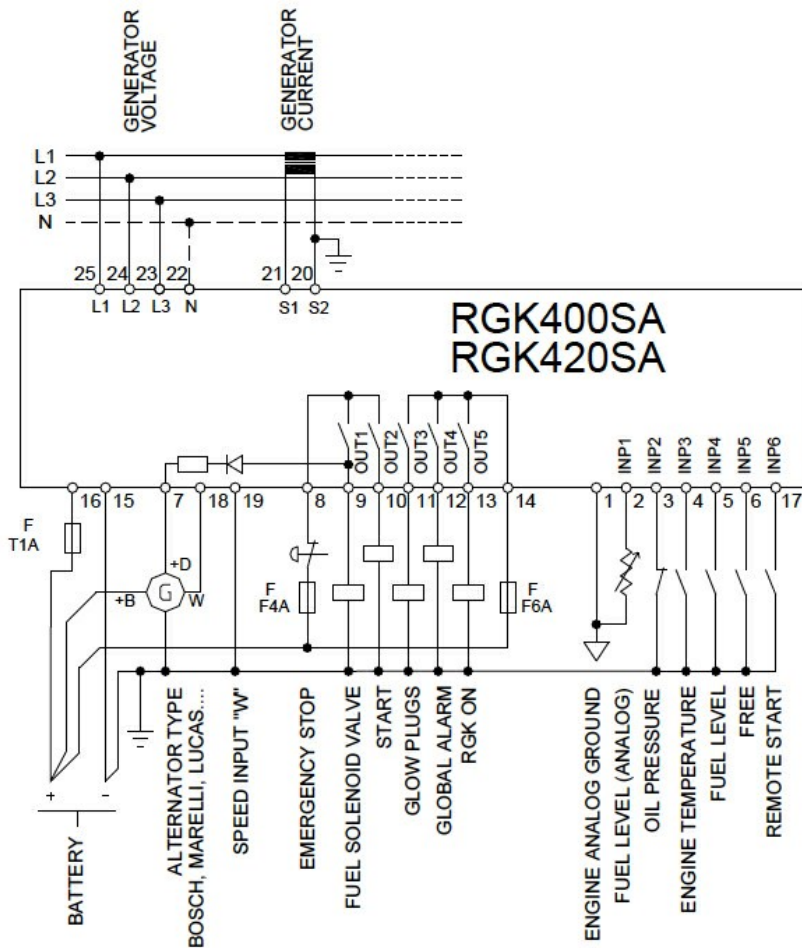 GENERATOR
VOLTAGE
GENERATOR
CURRENT
L1
L2
L3
N
25 24 23 22 21 20
L1 L2 L3 N S1 S2
RGK400SA
RGK420SA
OUT1
OUT2
OUT3
OUT4
OUT5
INP1
INP2
INP3
INP4
INP5
INP6
16 15 7 18 19 8 9 10 11 12 13 14 1 2 3 4 5 6 17
F
T1A
+D
+B
G
W
F
F4A
F
F6A
+ -
BATTERY
ALTERNATOR TYPE
BOSCH, MARELLI, LUCAS....
SPEED INPUT "W"
EMERGENCY STOP
FUEL SOLENOID VALVE
START
GLOW PLUGS
GLOBAL ALARM
RGK ON
ENGINE ANALOG GROUND
FUEL LEVEL (ANALOG)
OIL PRESSURE
ENGINE TEMPERATURE
FUEL LEVEL
FREE
REMOTE START